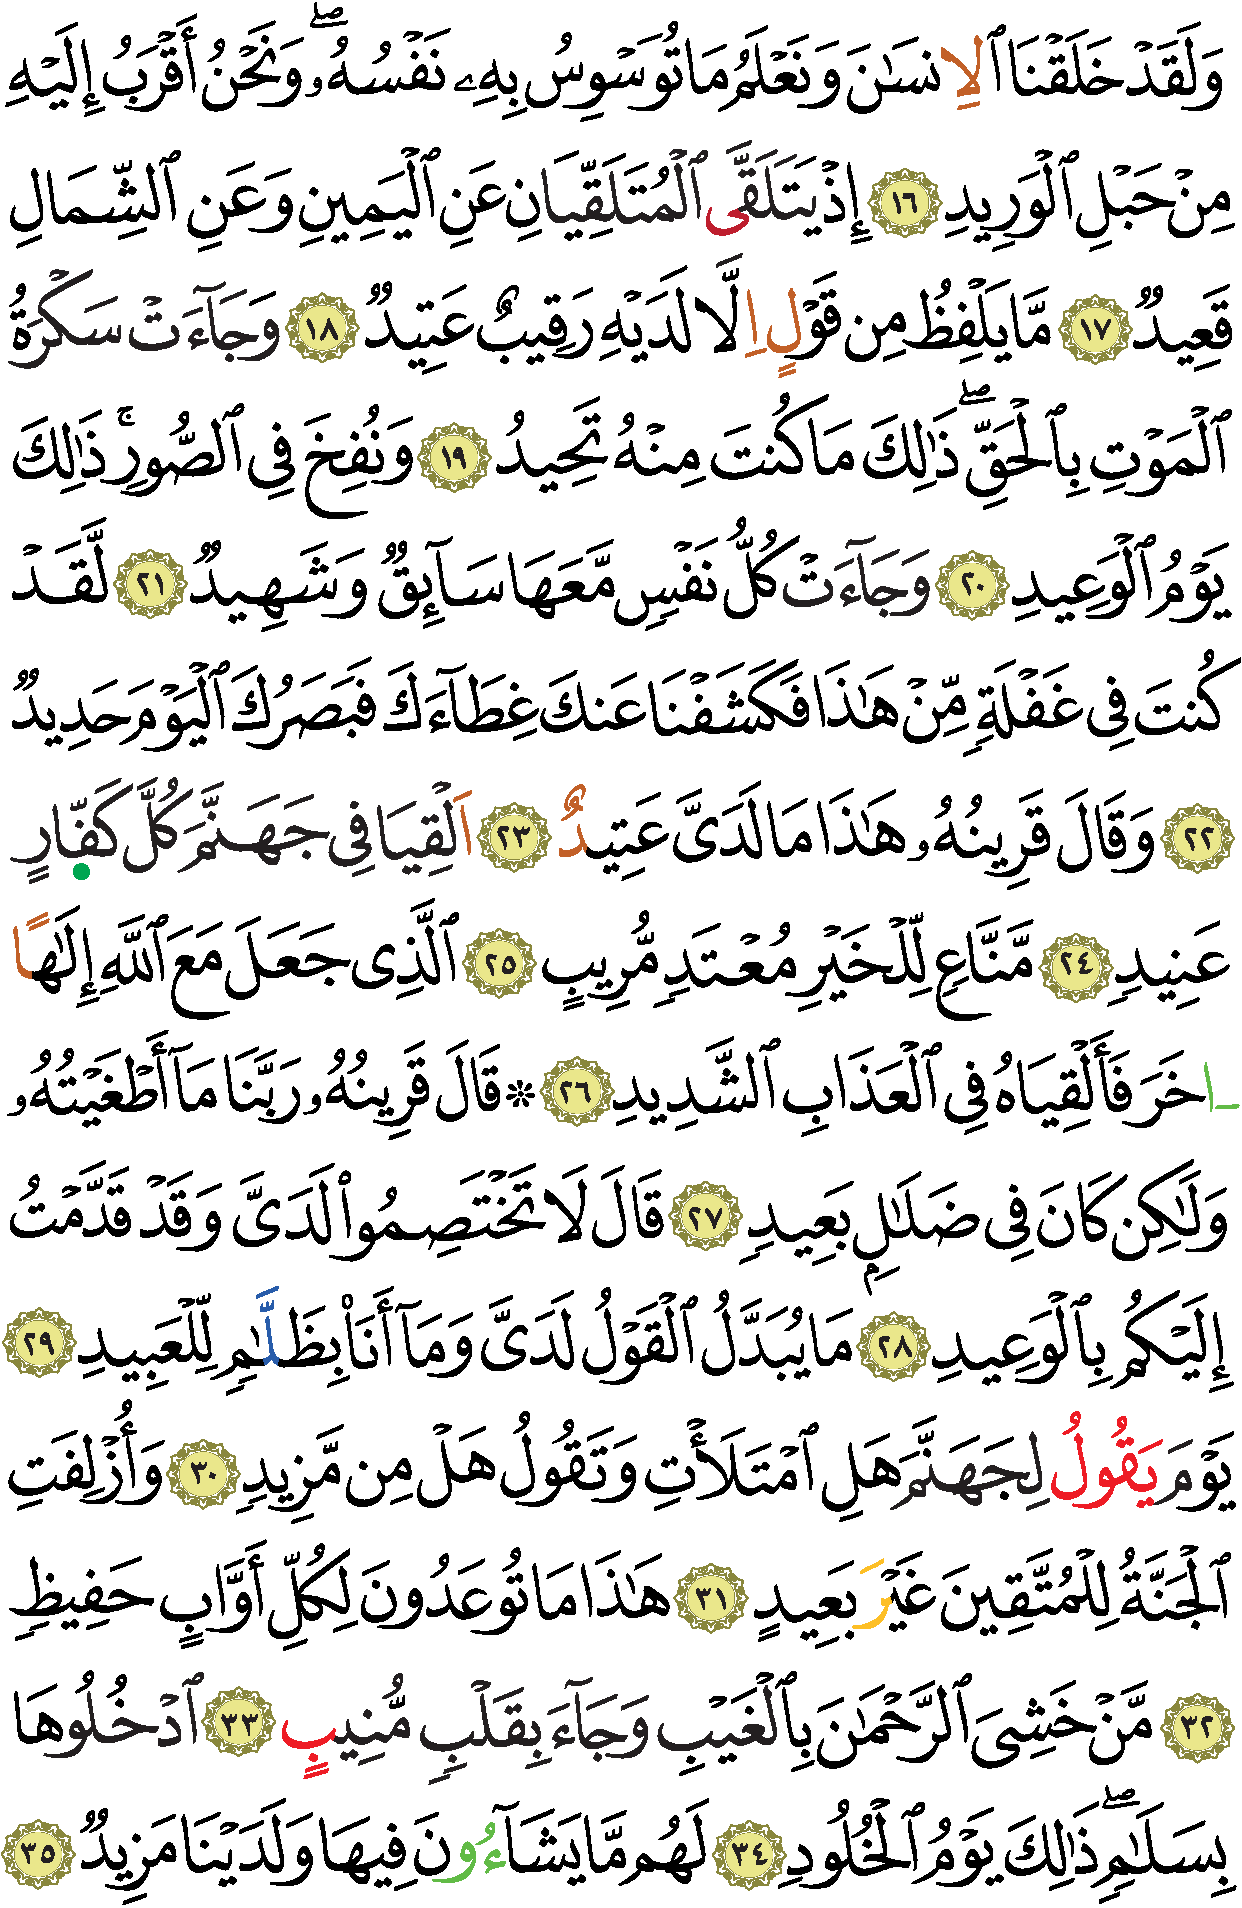 وَلَقَدْ خَلَقْنَا ٱلِانسَٰنَ وَنَعْلَمُ مَا تُوَسْوِسُ بِهِۦ نَفْسُهُۥۖ وَنَحْنُ أَقْرَبُ إِلَيْهِ
مِنْ حَبْلِ ٱلْوَرِيدِ ١٦ إِذْ يَتَلَقَّى ٱلْمُتَلَقِّيَانِ عَنِ ٱلْيَمِينِ وَعَنِ ٱلشِّمَالِ
قَعِيدٌ ١٧ مَّا يَلْفِظُ مِن قَوْلٍ اِلَّا لَدَيْهِ رَقِيبٌ عَتِيدٌ ١٨ وَجَآءَتْ سَكْرَةُ
ٱلْمَوْتِ بِٱلْحَقِّۖ ذَٰلِكَ مَا كُنتَ مِنْهُ تَحِيدُ ١٩ وَنُفِخَ فِى ٱلصُّورِۚ ذَٰلِكَ
يَوْمُ ٱلْوَعِيدِ ٢٠ وَجَآءَتْ كُلُّ نَفْسٍ مَّعَهَا سَآئِقٌ وَشَهِيدٌ ٢١ لَّقَدْ
كُنتَ فِى غَفْلَةٍ مِّنْ هَٰذَا فَكَشَفْنَا عَنكَ غِطَآءَكَ فَبَصَرُكَ ٱلْيَوْمَ حَدِيدٌ
٢٢ وَقَالَ قَرِينُهُۥ هَٰذَا مَا لَدَىَّ عَتِيدٌ ٢٣ اَلْقِيَا فِى جَهَنَّمَ كُلَّ كَفَّارٍ
عَنِيدٍ ٢٤ مَّنَّاعٍ لِّلْخَيْرِ مُعْتَدٍ مُّرِيبٍ ٢٥ ٱلَّذِى جَعَلَ مَعَ ٱللَّهِ إِلَٰهًا
ـاخَرَ فَأَلْقِيَاهُ فِى ٱلْعَذَابِ ٱلشَّدِيدِ ٢٦ ۞ قَالَ قَرِينُهُۥ رَبَّنَا مَآ أَطْغَيْتُهُۥ
وَلَٰكِن كَانَ فِى ضَلَٰلٍۭ بَعِيدٍ ٢٧ قَالَ لَا تَخْتَصِمُوا۟ لَدَىَّ وَقَدْ قَدَّمْتُ
إِلَيْكُم بِٱلْوَعِيدِ ٢٨ مَا يُبَدَّلُ ٱلْقَوْلُ لَدَىَّ وَمَآ أَنَا۠ بِظَلَّٰمٍ لِّلْعَبِيدِ ٢٩
يَوْمَ يَقُولُ لِجَهَنَّمَ هَلِ ٱمْتَلَأْتِ وَتَقُولُ هَلْ مِن مَّزِيدٍ ٣٠ وَأُزْلِفَتِ
ٱلْجَنَّةُ لِلْمُتَّقِينَ غَيْرَ بَعِيدٍ ٣١ هَٰذَا مَا تُوعَدُونَ لِكُلِّ أَوَّابٍ حَفِيظٍ
٣٢ مَّنْ خَشِىَ ٱلرَّحْمَٰنَ بِٱلْغَيْبِ وَجَآءَ بِقَلْبٍ مُّنِيبٍ ٣٣ ٱدْخُلُوهَا
بِسَلَٰمٍۖ ذَٰلِكَ يَوْمُ ٱلْخُلُودِ ٣٤ لَهُم مَّا يَشَآءُونَ فِيهَا وَلَدَيْنَا مَزِيدٌ ٣٥